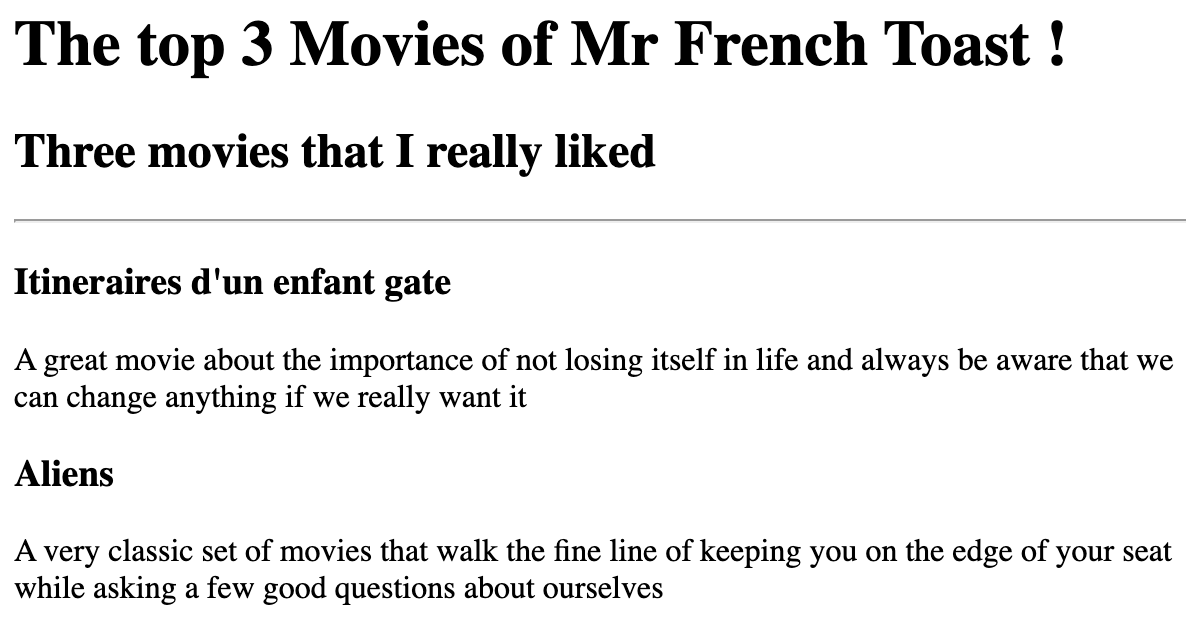 The top 3 Movies of Mr French Toast !
Three movies that I really liked
Itineraires d'un enfant gate
A great movie about the importance of not losing itself in life and always be aware that we
can change anything if we really want it
Aliens
A very classic set of movies that walk the fine line of keeping you on the edge of your seat
while asking a few good questions about ourselves